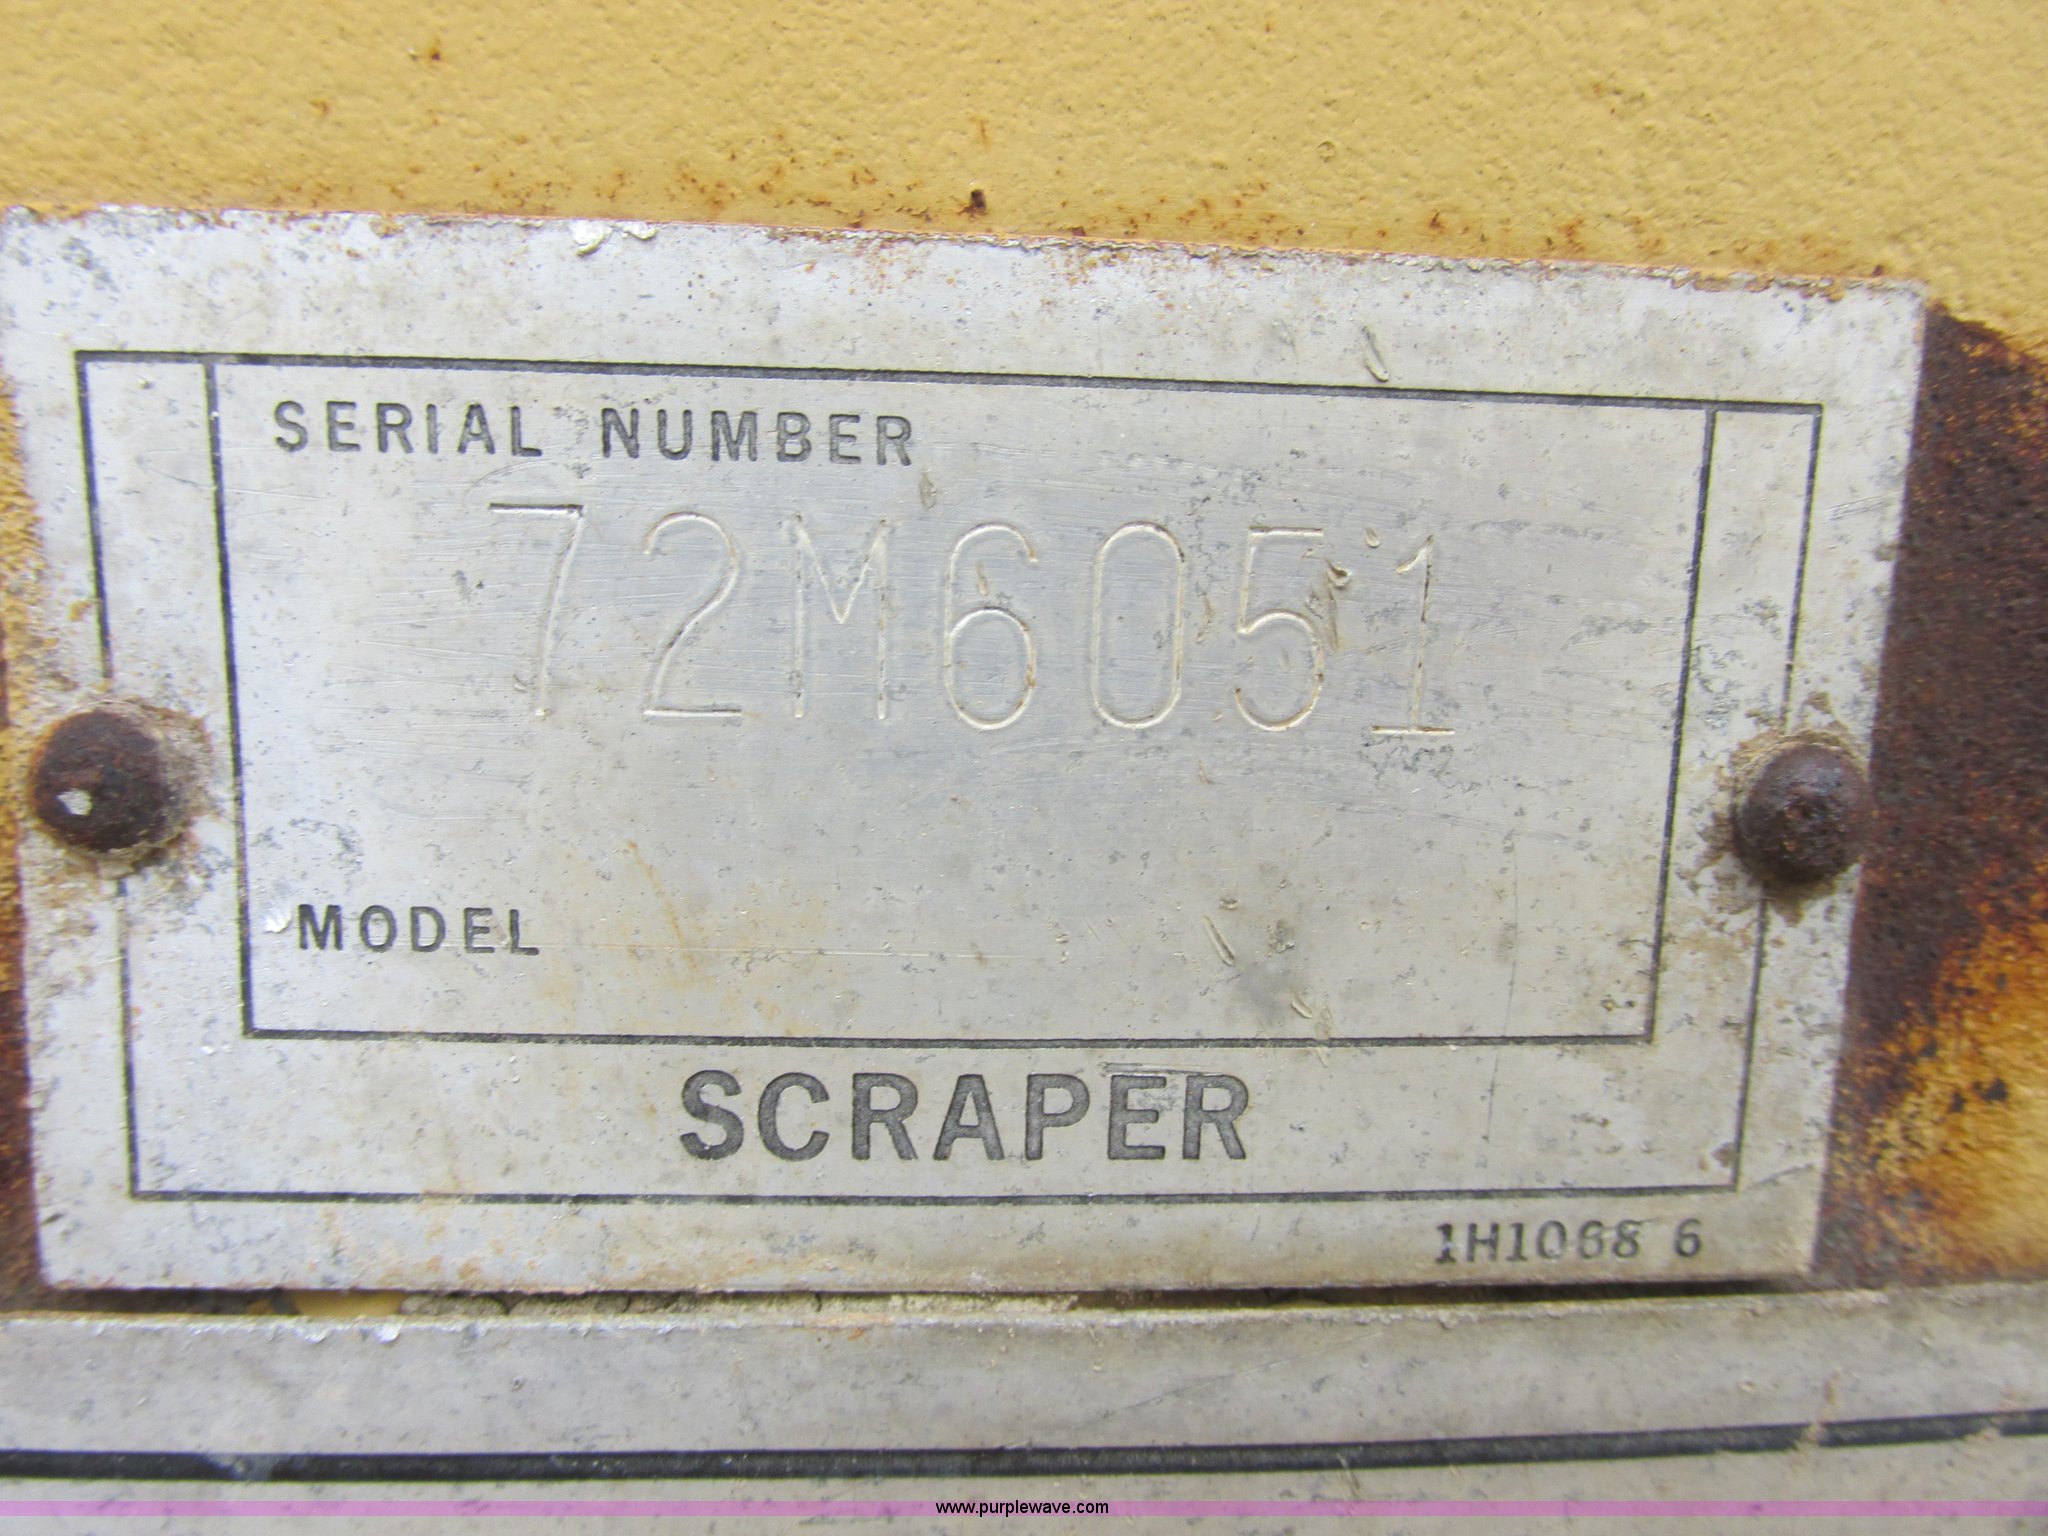 SERIAL NUMBER
72M6051
MODEL
SCRAPER
1H1068 6
www.purplewave.com